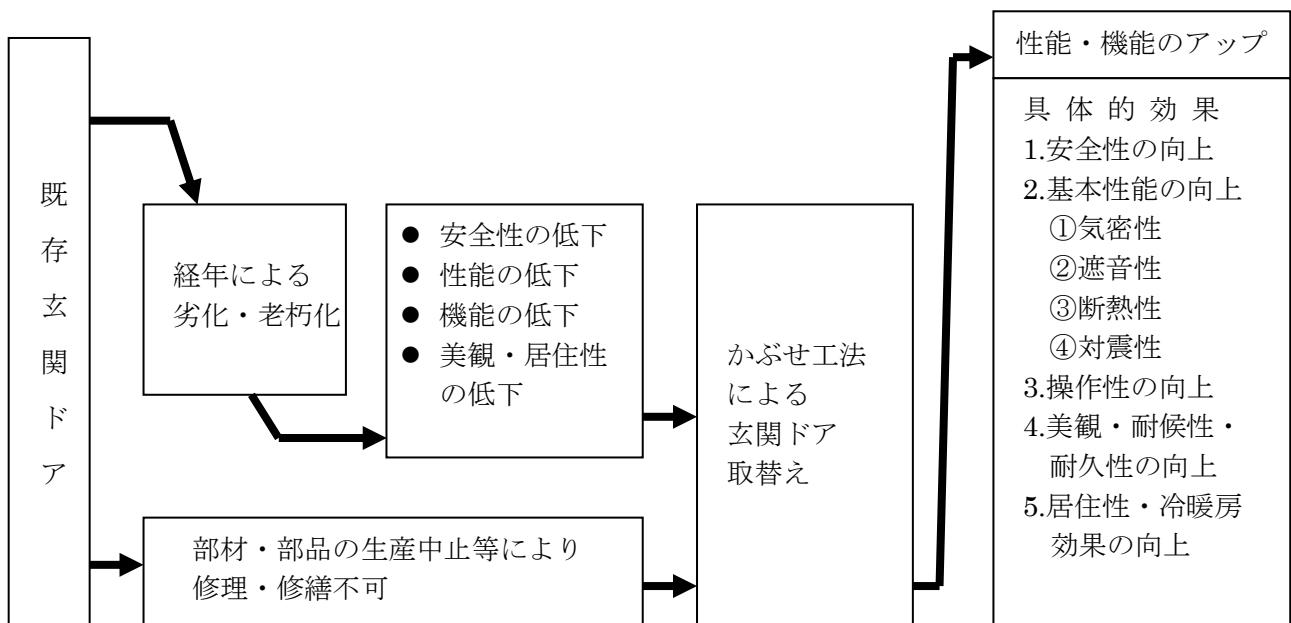 既存玄関ドア
経年による
劣化・老朽化
● 安全性の低下
● 性能の低下
● 機能の低下
● 美観・居住性
の低下
部材・部品の生産中止等により
修理・修繕不可
かぶせ工法
による
玄関ドア
取替え
性能・機能のアップ
具体的効果
1.安全性の向上
2.基本性能の向上
①気密性
②遮音性
③断熱性
④対震性
3.操作性の向上
4.美観・耐候性・
耐久性の向上
5.居住性・冷暖房
効果の向上